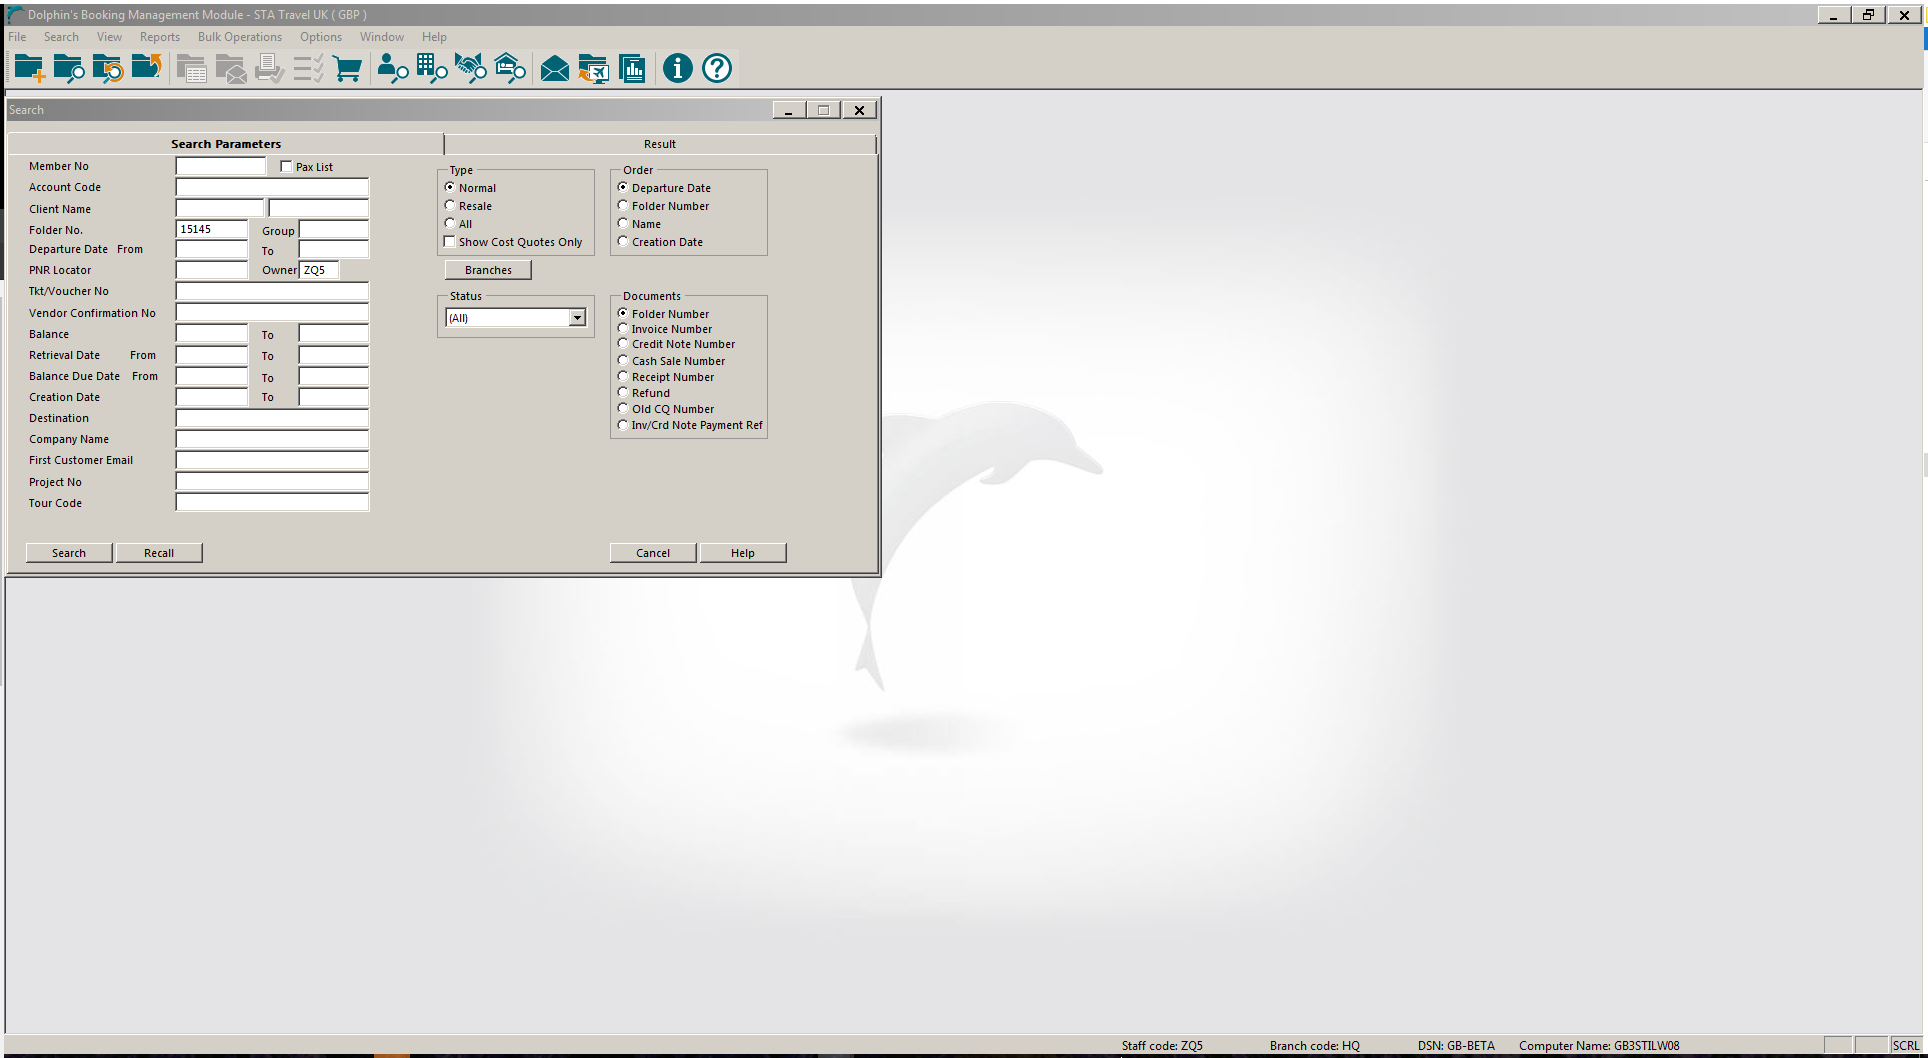 Dolphin's Booking Management Module - STA Travel UK ( GBP )
File Search View Reports Bulk Operations Options Window Help
Search
Search Parameters Result
Member No Pax List
Account Code
Client Name
Folder No. 15145 Group
Departure Date From To
PNR Locator Owner ZQ5
Tkt/Voucher No
Vendor Confirmation No
Balance To
Retrieval Date From To
Balance Due Date From To
Creation Date To
Destination
Company Name
First Customer Email
Project No
Tour Code
Type
Normal
Resale
All
Show Cost Quotes Only
Branches
Status
(All)
Order
Departure Date
Folder Number
Name
Creation Date
Documents
Folder Number
Invoice Number
Credit Note Number
Cash Sale Number
Receipt Number
Refund
Old CQ Number
Inv/Crd Note Payment Ref
Search Recall Cancel Help
Staff code: ZQ5 Branch code: HQ DSN: GB-BETA Computer Name: GB3STILW08 SCRL